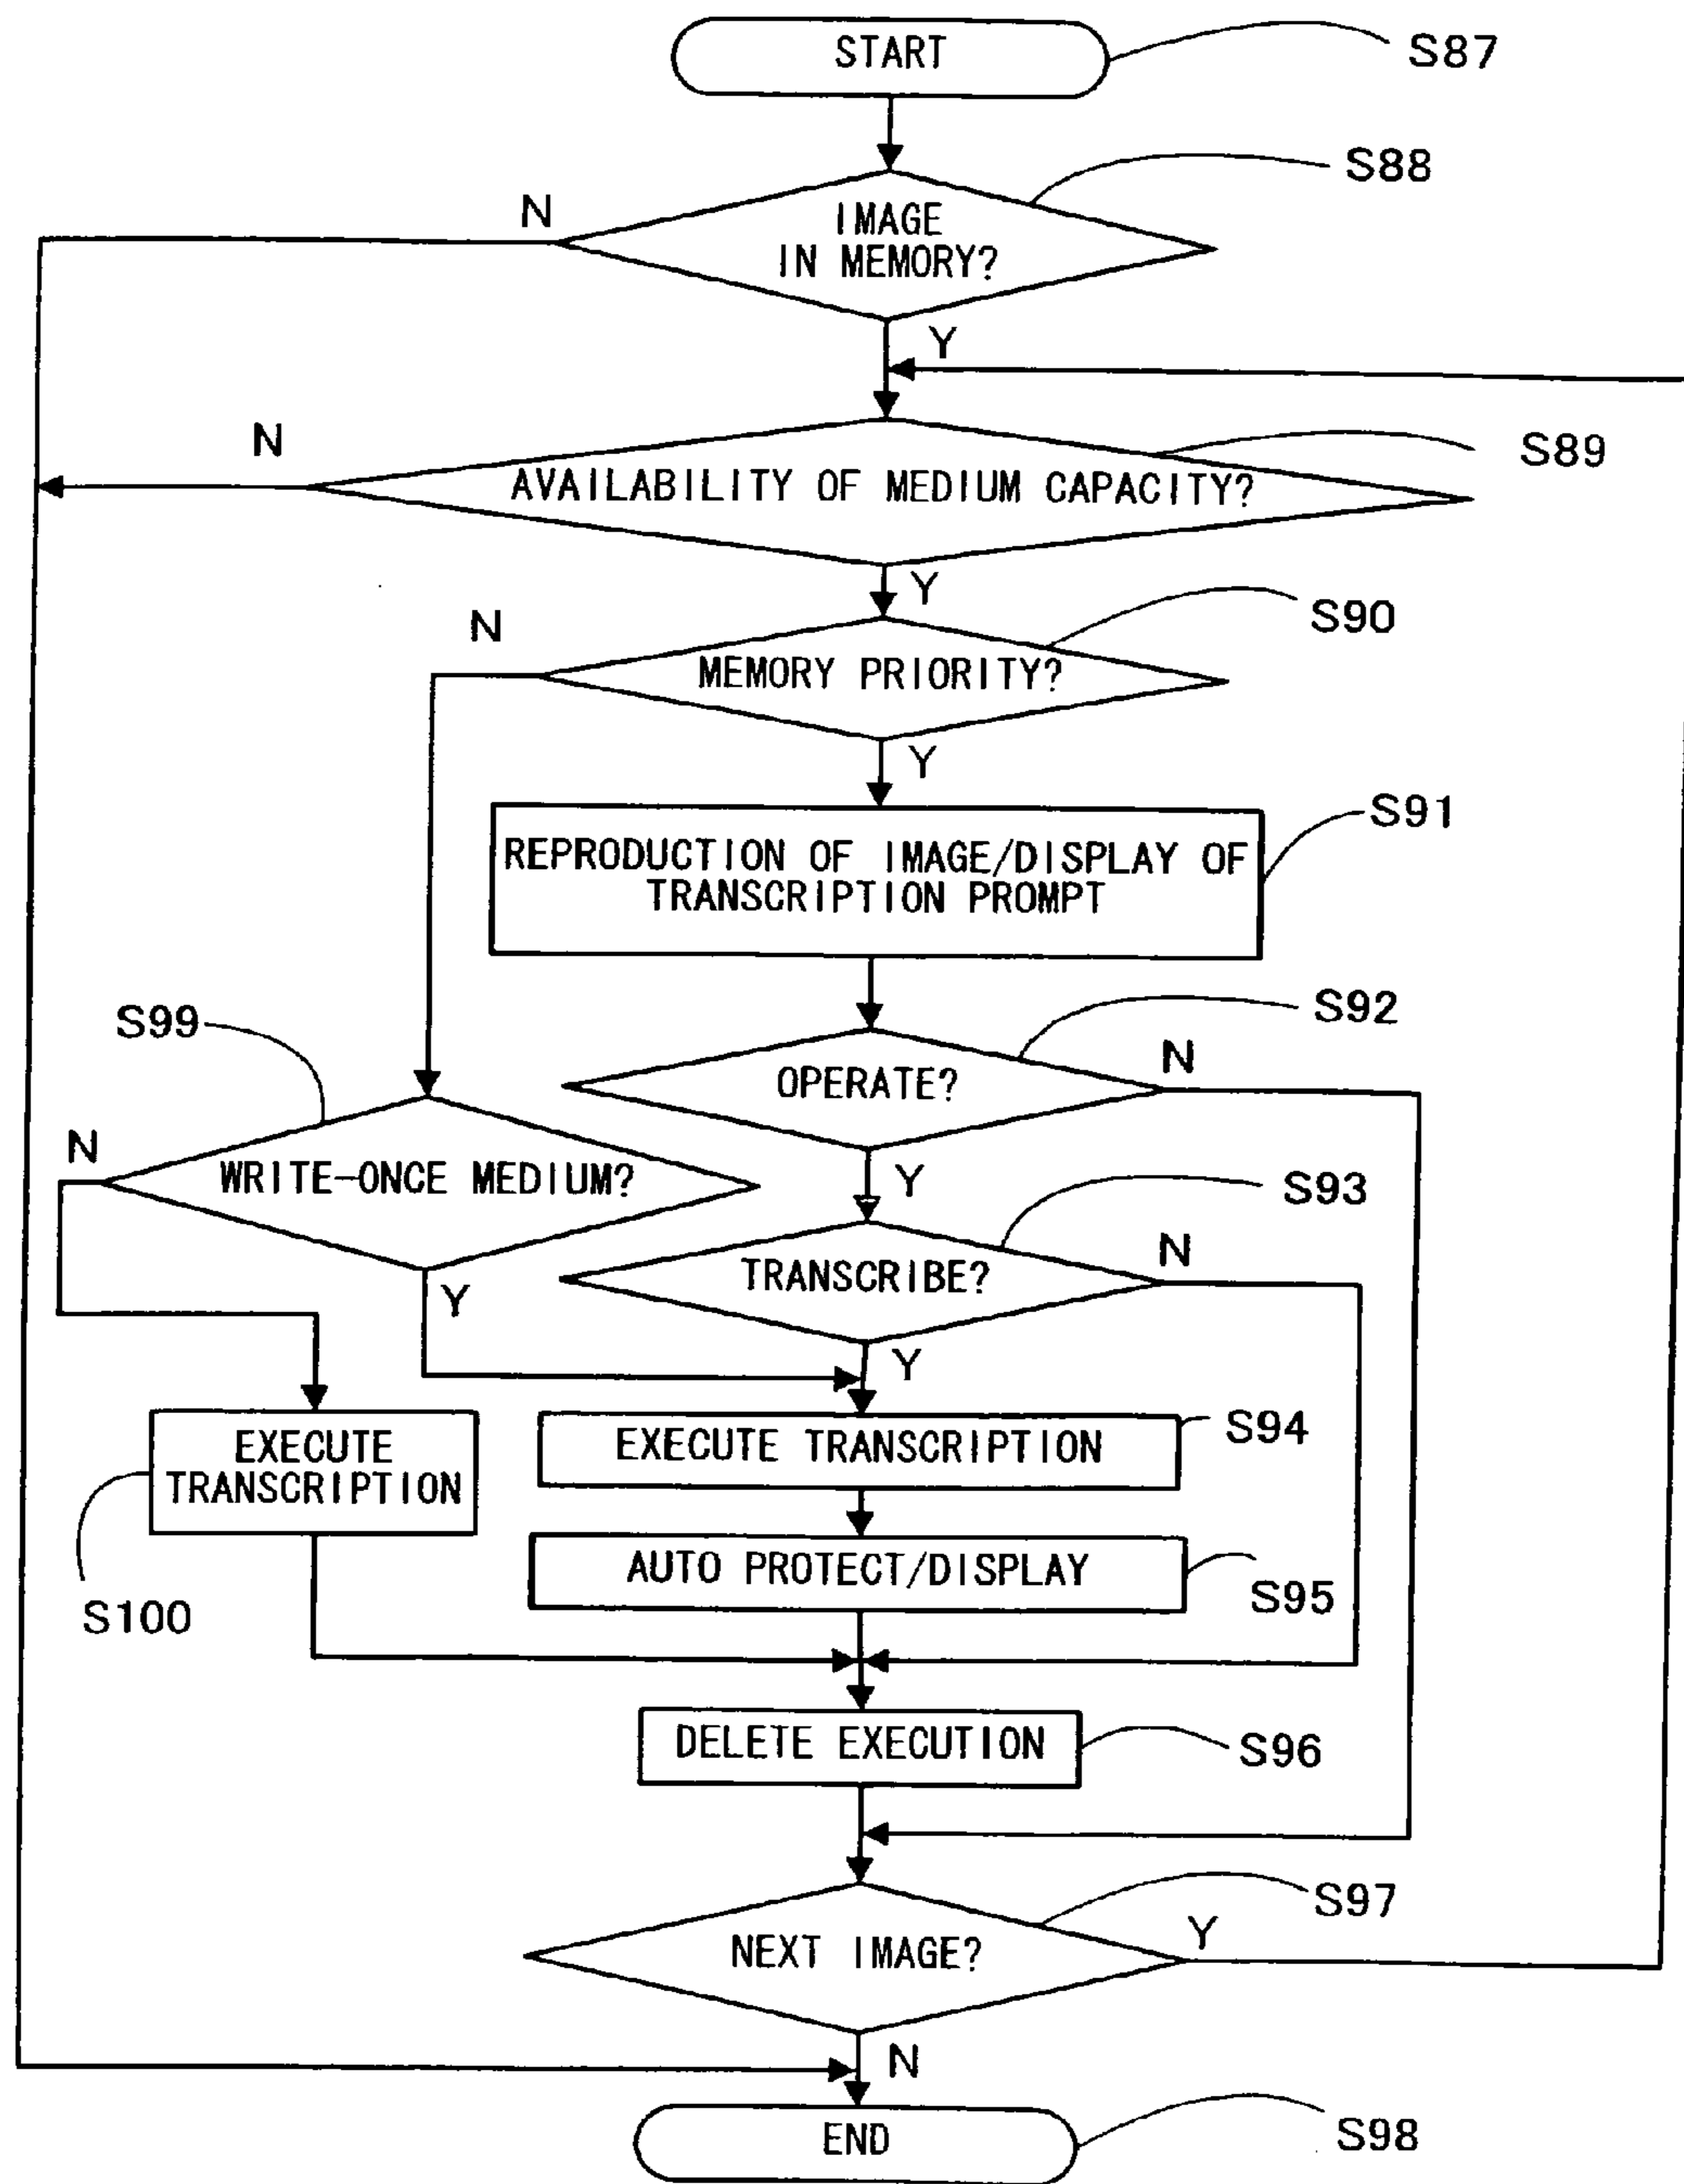 START
S87
S88
N
IMAGE
IN MEMORY?
Y
N
S89
AVAILABILITY OF MEDIUM CAPACITY?
Y
S90
N
MEMORY PRIORITY?
Y
S91
REPRODUCTION OF IMAGE/DISPLAY OF
TRANSCRIPTION PROMPT
S92
S99
N
OPERATE?
N
WRITE-ONCE MEDIUM?
Y
S93
N
TRANSCRIBE?
Y
Y
S94
EXECUTE
TRANSCRIPTION
EXECUTE TRANSCRIPTION
AUTO PROTECT/DISPLAY
S95
S100
DELETE EXECUTION
S96
S97
Y
NEXT IMAGE?
N
END
S98